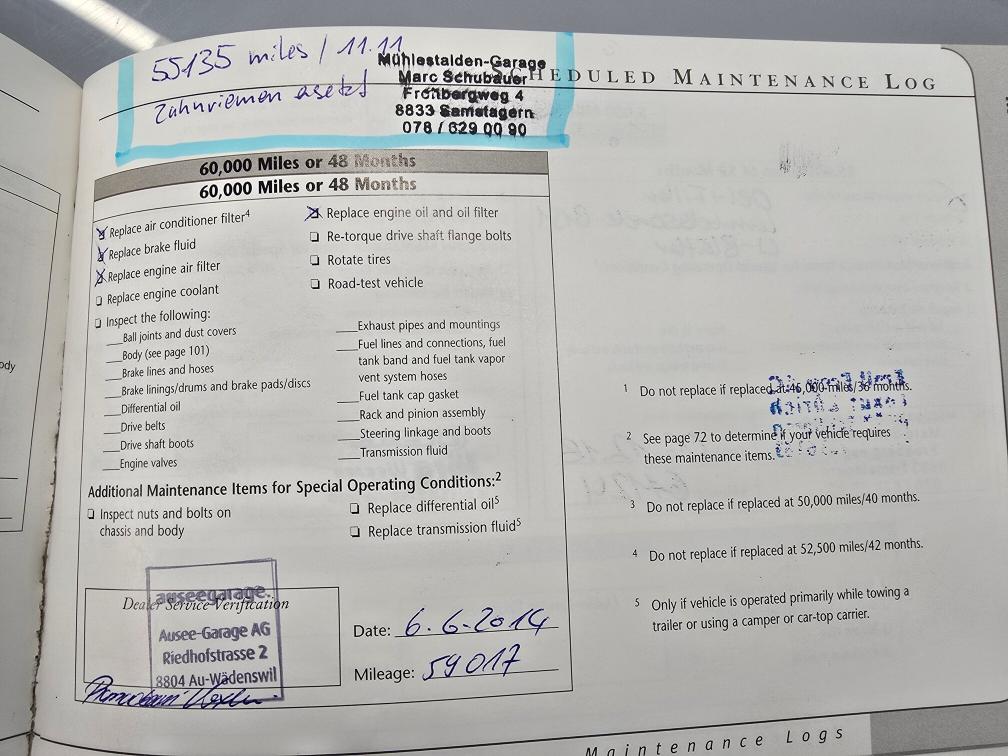 55135 miles / 11.11
Zahnriemen
Mühlestalden-Garage
Marc Schubauer
Frohbergweg 4
8833 Samstagern
078 / 629 00 90
SCHEDULED MAINTENANCE LOG
60,000 Miles or 48 Months
60,000 Miles or 48 Months
Replace air conditioner filter4
Replace brake fluid
Replace engine air filter
Replace engine coolant
Inspect the following:
Ball joints and dust covers
Body (see page 101)
Brake lines and hoses
Brake linings/drums and brake pads/discs
Differential oil
Drive belts
Drive shaft boots
Engine valves
Replace engine oil and oil filter
Re-torque drive shaft flange bolts
Rotate tires
Road-test vehicle
Exhaust pipes and mountings
Fuel lines and connections, fuel
tank band and fuel tank vapor
vent system hoses
Fuel tank cap gasket
Rack and pinion assembly
Steering linkage and boots
Transmission fluid
Additional Maintenance Items for Special Operating Conditions:2
Inspect nuts and bolts on
chassis and body
Replace differential oil5
Replace transmission fluid5
Dealer Service Verification
auseegarage.
Ausee-Garage AG
Riedhofstrasse 2
8804 Au-Wädenswil
Date: 6.6.2014
Mileage: 59017
1 Do not replace if replaced at 46,000 miles/36 months.
2 See page 72 to determine if your vehicle requires
these maintenance items.
3 Do not replace if replaced at 50,000 miles/40 months.
4 Do not replace if replaced at 52,500 miles/42 months.
5 Only if vehicle is operated primarily while towing a
trailer or using a camper or car-top carrier.
Maintenance Logs
ody